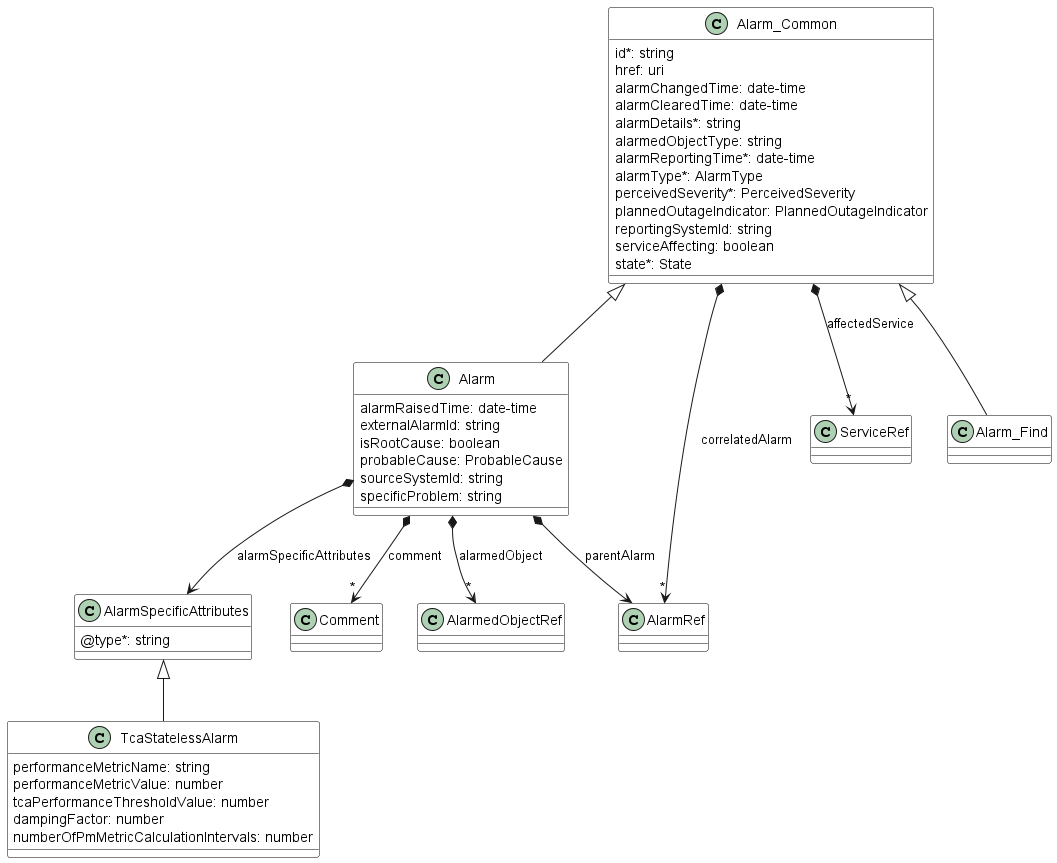 C Alarm_Common
id*: string
href: uri
alarmChangedTime: date-time
alarmClearedTime: date-time
alarmDetails*: string
alarmedObjectType: string
alarmReportingTime*: date-time
alarmType*: AlarmType
perceivedSeverity*: PerceivedSeverity
plannedOutageIndicator: PlannedOutageIndicator
reportingSystemId: string
serviceAffecting: boolean
state*: State
affectedService
*
C Alarm
alarmRaisedTime: date-time
externalAlarmId: string
isRootCause: boolean
probableCause: ProbableCause
sourceSystemId: string
specificProblem: string
correlatedAlarm
*
C ServiceRef
C Alarm_Find
alarmSpecificAttributes
comment
*
alarmedObject
*
parentAlarm
C AlarmSpecificAttributes
@type*: string
C Comment
C AlarmedObjectRef
C AlarmRef
C TcaStatelessAlarm
performanceMetricName: string
performanceMetricValue: number
tcaPerformanceThresholdValue: number
dampingFactor: number
numberOfPmMetricCalculationIntervals: number